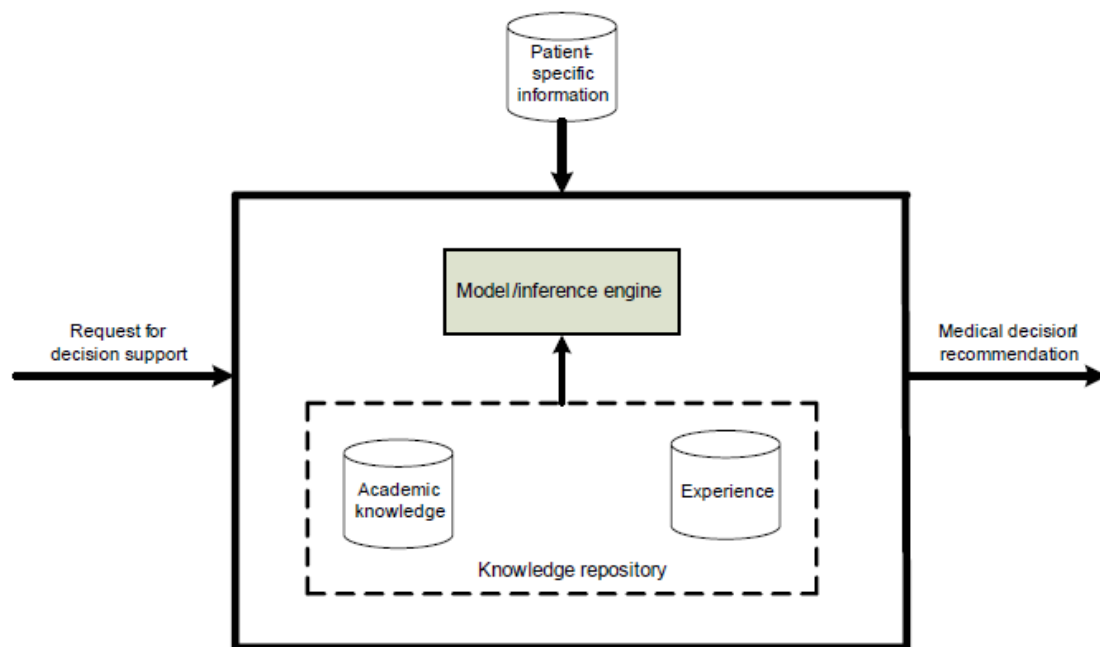 Patient-
specific
information
Model/inference engine
Request for
decision support
Medical decision/
recommendation
Academic
knowledge
Experience
Knowledge repository